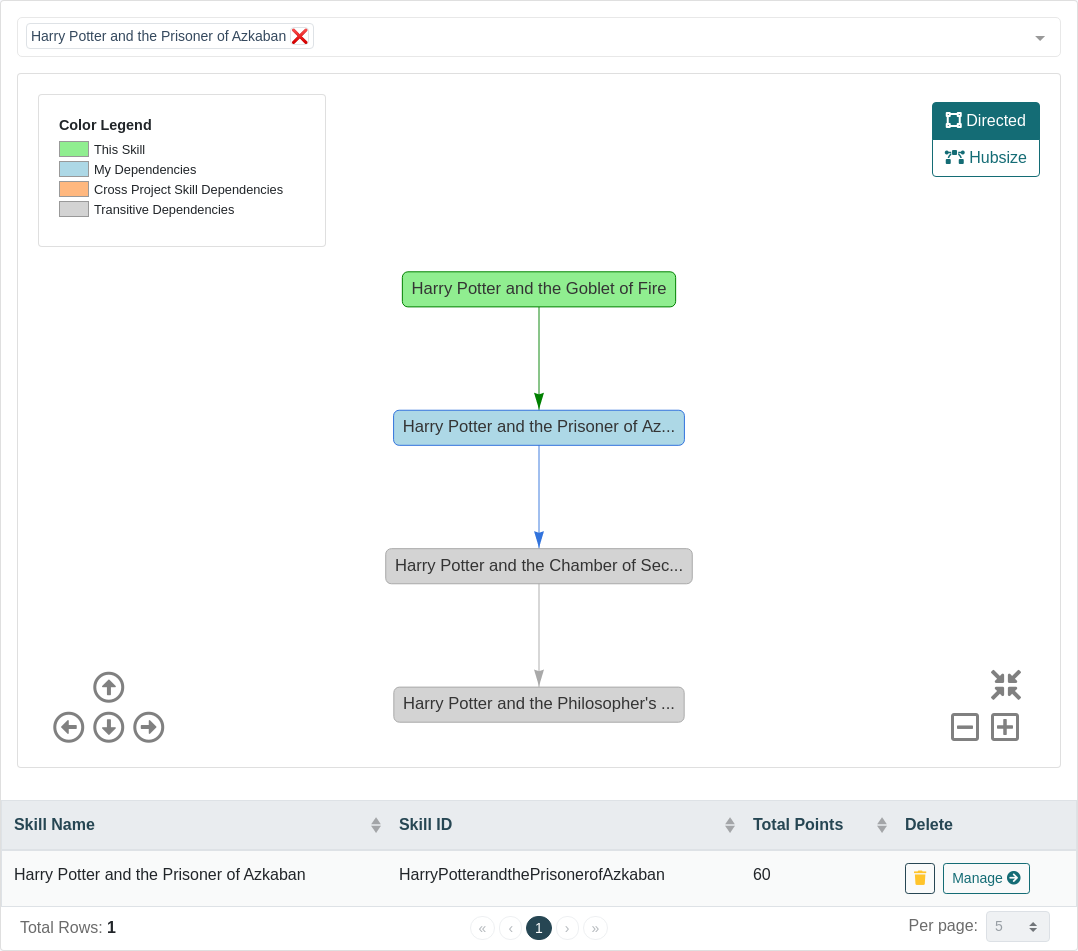 Harry Potter and the Prisoner of Azkaban
Color Legend
This Skill
My Dependencies
Cross Project Skill Dependencies
Transitive Dependencies
Directed
Hubsize
Harry Potter and the Goblet of Fire
Harry Potter and the Prisoner of Az...
Harry Potter and the Chamber of Sec...
Harry Potter and the Philosopher's ...
Skill Name Skill ID Total Points Delete
Harry Potter and the Prisoner of Azkaban HarryPotterandthePrisonerofAzkaban 60 Manage
Total Rows: 1 « ‹ 1 › » Per page: 5